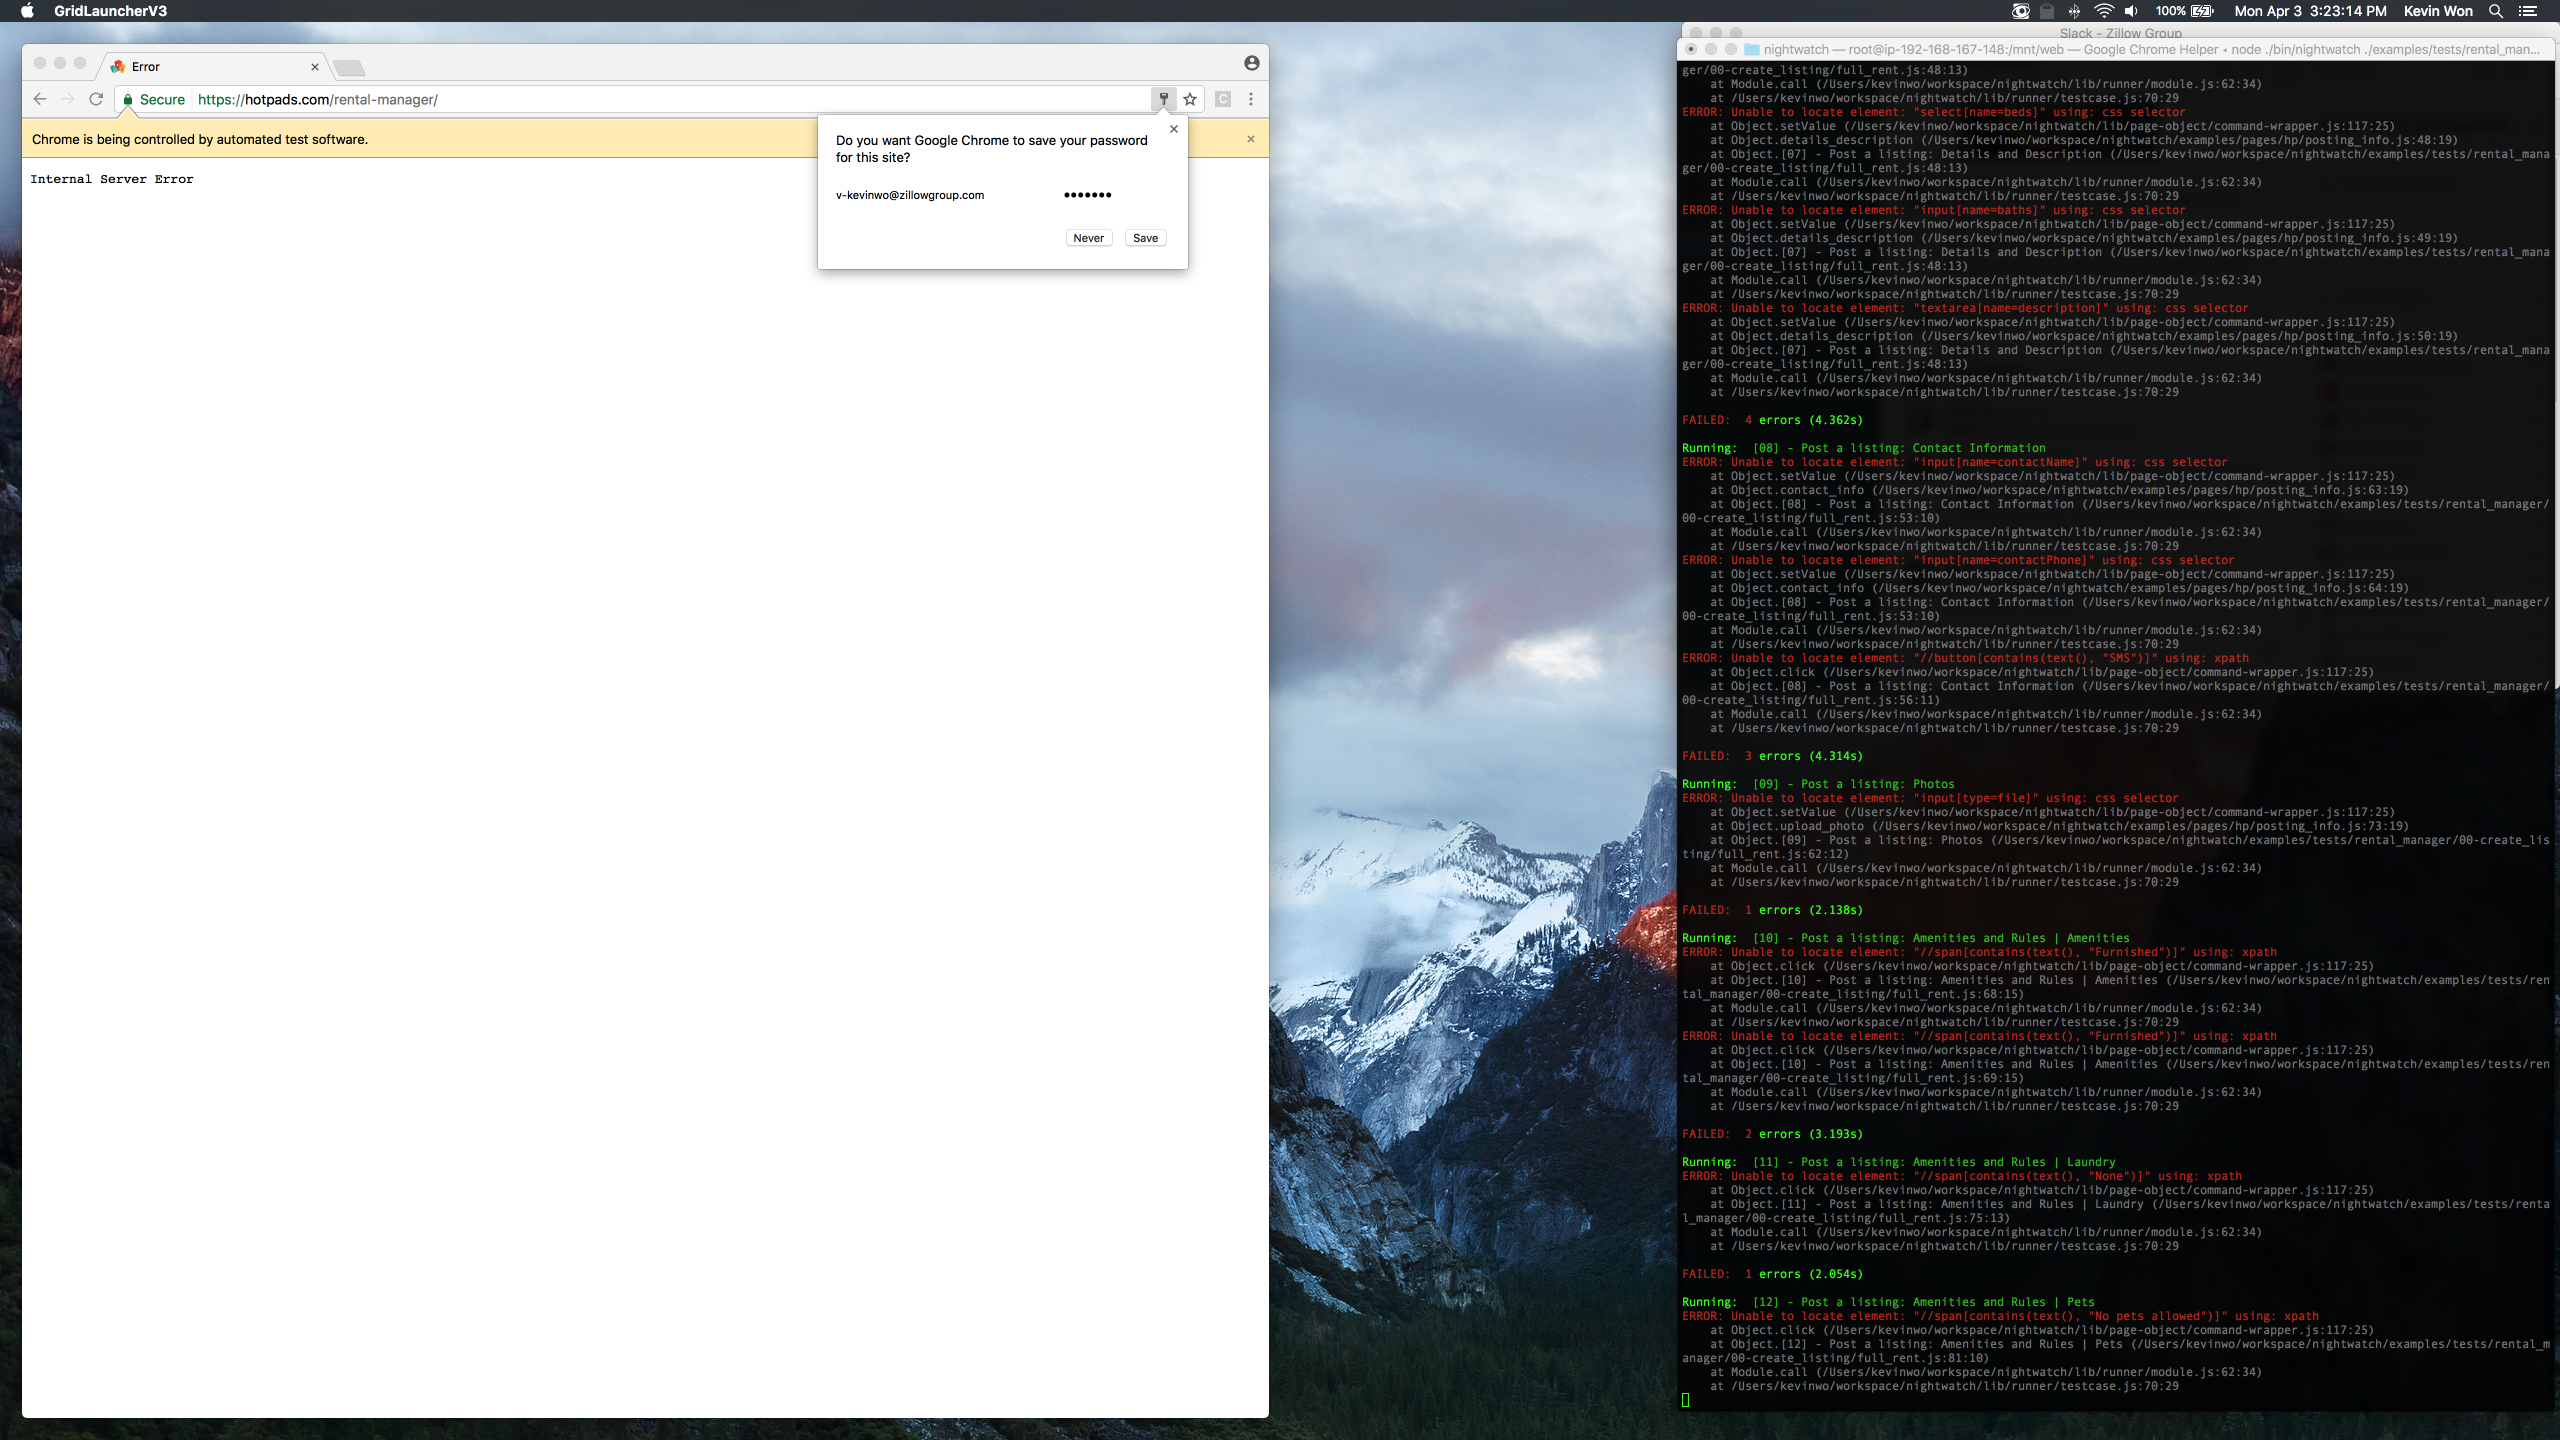 GridLauncherV3
100%
Mon Apr 3 3:23:14 PM
Kevin Won
Error
Secure
https://hotpads.com/rental-manager/
Chrome is being controlled by automated test software.
Internal Server Error
Do you want Google Chrome to save your password
for this site?
v-kevinwo@zillowgroup.com
•••••••
Never
Save
Slack - Zillow Group
nightwatch — root@ip-192-168-167-148:/mnt/web — Google Chrome Helper ◂ node ./bin/nightwatch ./examples/tests/rental_man...
ger/00-create_listing/full_rent.js:48:13)
at Module.call (/Users/kevinwo/workspace/nightwatch/lib/runner/module.js:62:34)
at /Users/kevinwo/workspace/nightwatch/lib/runner/testcase.js:70:29
ERROR: Unable to locate element: "select[name=beds]" using: css selector
at Object.setValue (/Users/kevinwo/workspace/nightwatch/lib/page-object/command-wrapper.js:117:25)
at Object.details_description (/Users/kevinwo/workspace/nightwatch/examples/pages/hp/posting_info.js:48:19)
at Object.[07] - Post a listing: Details and Description (/Users/kevinwo/workspace/nightwatch/examples/tests/rental_mana
ger/00-create_listing/full_rent.js:48:13)
at Module.call (/Users/kevinwo/workspace/nightwatch/lib/runner/module.js:62:34)
at /Users/kevinwo/workspace/nightwatch/lib/runner/testcase.js:70:29
ERROR: Unable to locate element: "input[name=baths]" using: css selector
at Object.setValue (/Users/kevinwo/workspace/nightwatch/lib/page-object/command-wrapper.js:117:25)
at Object.details_description (/Users/kevinwo/workspace/nightwatch/examples/pages/hp/posting_info.js:49:19)
at Object.[07] - Post a listing: Details and Description (/Users/kevinwo/workspace/nightwatch/examples/tests/rental_mana
ger/00-create_listing/full_rent.js:48:13)
at Module.call (/Users/kevinwo/workspace/nightwatch/lib/runner/module.js:62:34)
at /Users/kevinwo/workspace/nightwatch/lib/runner/testcase.js:70:29
ERROR: Unable to locate element: "textarea[name=description]" using: css selector
at Object.setValue (/Users/kevinwo/workspace/nightwatch/lib/page-object/command-wrapper.js:117:25)
at Object.details_description (/Users/kevinwo/workspace/nightwatch/examples/pages/hp/posting_info.js:50:19)
at Object.[07] - Post a listing: Details and Description (/Users/kevinwo/workspace/nightwatch/examples/tests/rental_mana
ger/00-create_listing/full_rent.js:48:13)
at Module.call (/Users/kevinwo/workspace/nightwatch/lib/runner/module.js:62:34)
at /Users/kevinwo/workspace/nightwatch/lib/runner/testcase.js:70:29
FAILED: 4 errors (4.362s)
Running: [08] - Post a listing: Contact Information
ERROR: Unable to locate element: "input[name=contactName]" using: css selector
at Object.setValue (/Users/kevinwo/workspace/nightwatch/lib/page-object/command-wrapper.js:117:25)
at Object.contact_info (/Users/kevinwo/workspace/nightwatch/examples/pages/hp/posting_info.js:63:19)
at Object.[08] - Post a listing: Contact Information (/Users/kevinwo/workspace/nightwatch/examples/tests/rental_manager/
00-create_listing/full_rent.js:53:10)
at Module.call (/Users/kevinwo/workspace/nightwatch/lib/runner/module.js:62:34)
at /Users/kevinwo/workspace/nightwatch/lib/runner/testcase.js:70:29
ERROR: Unable to locate element: "input[name=contactPhone]" using: css selector
at Object.setValue (/Users/kevinwo/workspace/nightwatch/lib/page-object/command-wrapper.js:117:25)
at Object.contact_info (/Users/kevinwo/workspace/nightwatch/examples/pages/hp/posting_info.js:64:19)
at Object.[08] - Post a listing: Contact Information (/Users/kevinwo/workspace/nightwatch/examples/tests/rental_manager/
00-create_listing/full_rent.js:53:10)
at Module.call (/Users/kevinwo/workspace/nightwatch/lib/runner/module.js:62:34)
at /Users/kevinwo/workspace/nightwatch/lib/runner/testcase.js:70:29
ERROR: Unable to locate element: "//button[contains(text(), "SMS")]" using: xpath
at Object.click (/Users/kevinwo/workspace/nightwatch/lib/page-object/command-wrapper.js:117:25)
at Object.[08] - Post a listing: Contact Information (/Users/kevinwo/workspace/nightwatch/examples/tests/rental_manager/
00-create_listing/full_rent.js:56:11)
at Module.call (/Users/kevinwo/workspace/nightwatch/lib/runner/module.js:62:34)
at /Users/kevinwo/workspace/nightwatch/lib/runner/testcase.js:70:29
FAILED: 3 errors (4.314s)
Running: [09] - Post a listing: Photos
ERROR: Unable to locate element: "input[type=file]" using: css selector
at Object.setValue (/Users/kevinwo/workspace/nightwatch/lib/page-object/command-wrapper.js:117:25)
at Object.upload_photo (/Users/kevinwo/workspace/nightwatch/examples/pages/hp/posting_info.js:73:19)
at Object.[09] - Post a listing: Photos (/Users/kevinwo/workspace/nightwatch/examples/tests/rental_manager/00-create_lis
ting/full_rent.js:62:12)
at Module.call (/Users/kevinwo/workspace/nightwatch/lib/runner/module.js:62:34)
at /Users/kevinwo/workspace/nightwatch/lib/runner/testcase.js:70:29
FAILED: 1 errors (2.138s)
Running: [10] - Post a listing: Amenities and Rules | Amenities
ERROR: Unable to locate element: "//span[contains(text(), "Furnished")]" using: xpath
at Object.click (/Users/kevinwo/workspace/nightwatch/lib/page-object/command-wrapper.js:117:25)
at Object.[10] - Post a listing: Amenities and Rules | Amenities (/Users/kevinwo/workspace/nightwatch/examples/tests/ren
tal_manager/00-create_listing/full_rent.js:68:15)
at Module.call (/Users/kevinwo/workspace/nightwatch/lib/runner/module.js:62:34)
at /Users/kevinwo/workspace/nightwatch/lib/runner/testcase.js:70:29
ERROR: Unable to locate element: "//span[contains(text(), "Furnished")]" using: xpath
at Object.click (/Users/kevinwo/workspace/nightwatch/lib/page-object/command-wrapper.js:117:25)
at Object.[10] - Post a listing: Amenities and Rules | Amenities (/Users/kevinwo/workspace/nightwatch/examples/tests/ren
tal_manager/00-create_listing/full_rent.js:69:15)
at Module.call (/Users/kevinwo/workspace/nightwatch/lib/runner/module.js:62:34)
at /Users/kevinwo/workspace/nightwatch/lib/runner/testcase.js:70:29
FAILED: 2 errors (3.193s)
Running: [11] - Post a listing: Amenities and Rules | Laundry
ERROR: Unable to locate element: "//span[contains(text(), "None")]" using: xpath
at Object.click (/Users/kevinwo/workspace/nightwatch/lib/page-object/command-wrapper.js:117:25)
at Object.[11] - Post a listing: Amenities and Rules | Laundry (/Users/kevinwo/workspace/nightwatch/examples/tests/renta
l_manager/00-create_listing/full_rent.js:75:13)
at Module.call (/Users/kevinwo/workspace/nightwatch/lib/runner/module.js:62:34)
at /Users/kevinwo/workspace/nightwatch/lib/runner/testcase.js:70:29
FAILED: 1 errors (2.054s)
Running: [12] - Post a listing: Amenities and Rules | Pets
ERROR: Unable to locate element: "//span[contains(text(), "No pets allowed")]" using: xpath
at Object.click (/Users/kevinwo/workspace/nightwatch/lib/page-object/command-wrapper.js:117:25)
at Object.[12] - Post a listing: Amenities and Rules | Pets (/Users/kevinwo/workspace/nightwatch/examples/tests/rental_m
anager/00-create_listing/full_rent.js:81:10)
at Module.call (/Users/kevinwo/workspace/nightwatch/lib/runner/module.js:62:34)
at /Users/kevinwo/workspace/nightwatch/lib/runner/testcase.js:70:29